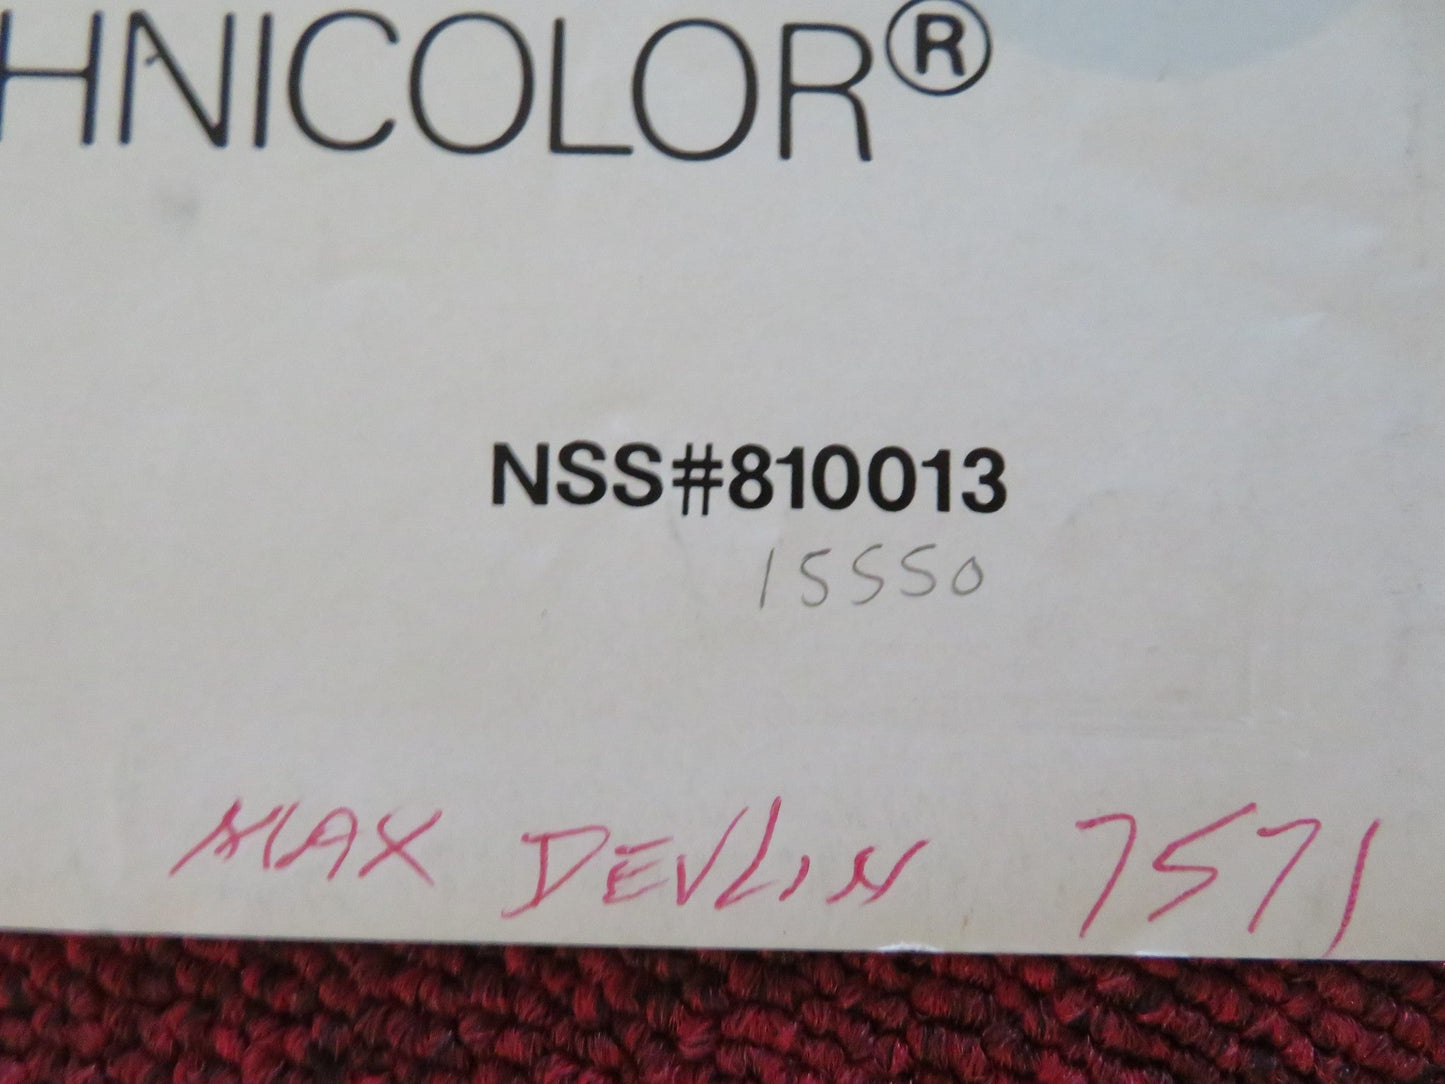 HNICOLOR®
NSS#810013
15550
MAX DEVLIN 7571